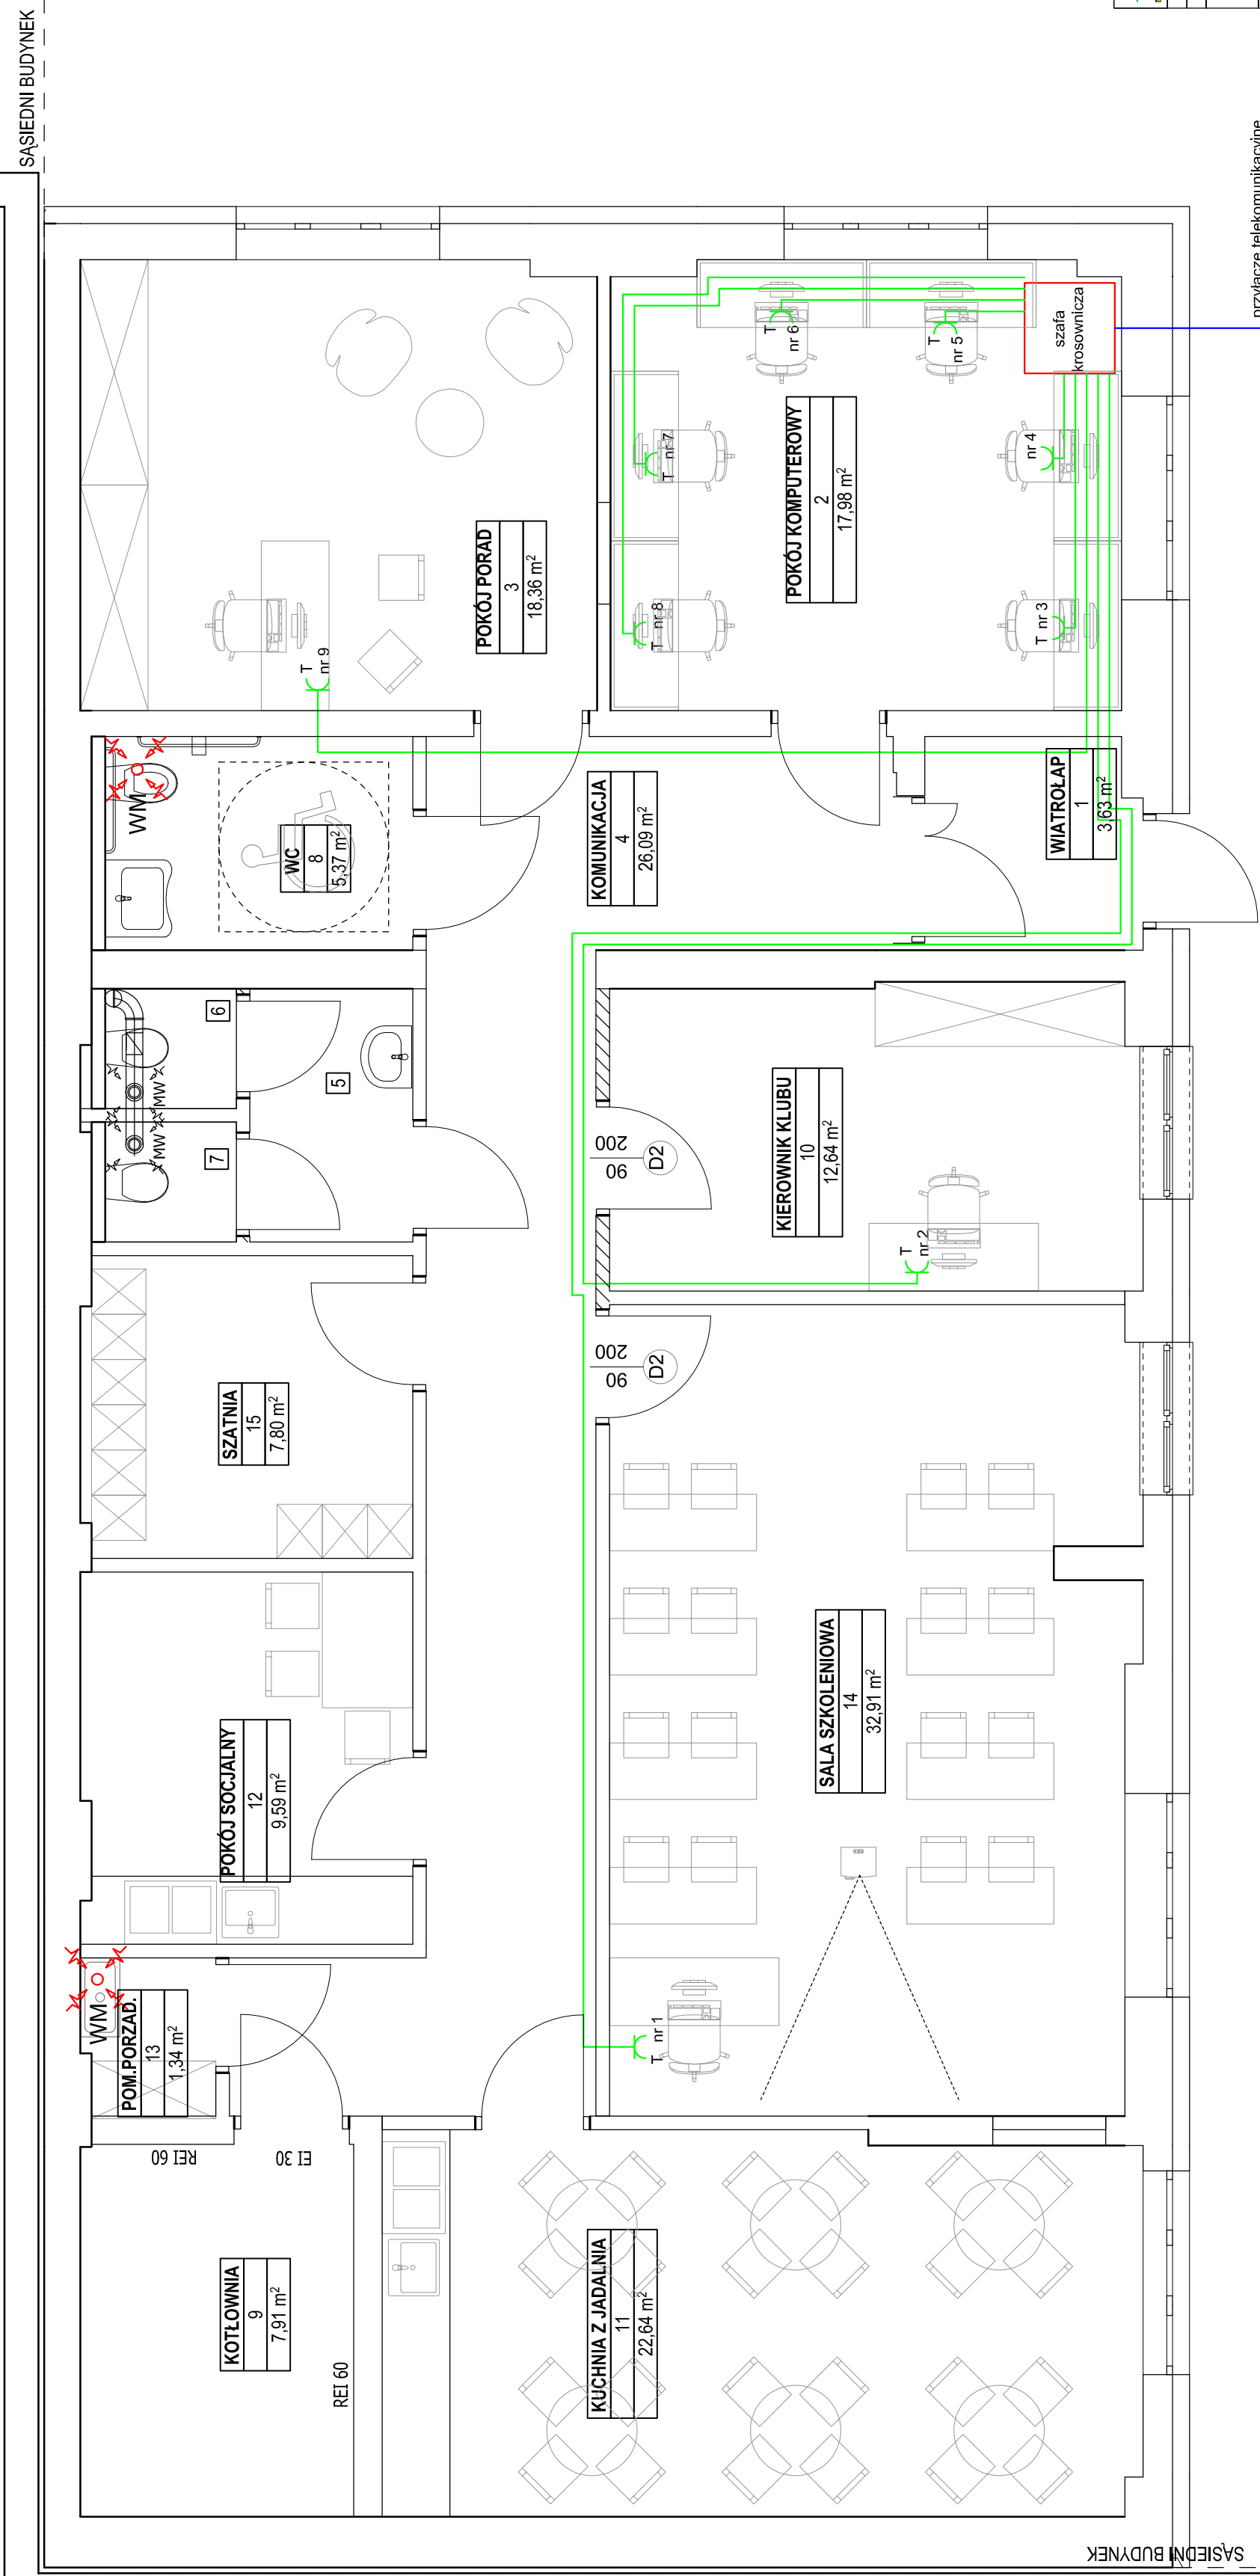 SĄSIEDNI BUDYNEK
przyłącze telekomunikacyjne
szafa
krosownicza
T
nr 6
T
nr 5
T nr 7
nr 4
T nr 8
T nr 3
POKÓJ KOMPUTEROWY
2
17,98 m²
POKÓJ PORAD
3
18,36 m²
T
nr 9
WM
WC
8
5,37 m²
KOMUNIKACJA
4
26,09 m²
WIATROŁAP
1
3,63 m²
6
5
7
MW
MW
90
200
D2
KIEROWNIK KLUBU
10
12,64 m²
T
nr 2
90
200
D2
SZATNIA
15
7,80 m²
POKÓJ SOCJALNY
12
9,59 m²
SALA SZKOLENIOWA
14
32,91 m²
T nr 1
WM
POM.PORZAD.
13
1,34 m²
REI 60
EI 30
KOTŁOWNIA
9
7,91 m²
REI 60
KUCHNIA Z JADALNIA
11
22,64 m²
SĄSIEDNI BUDYNEK